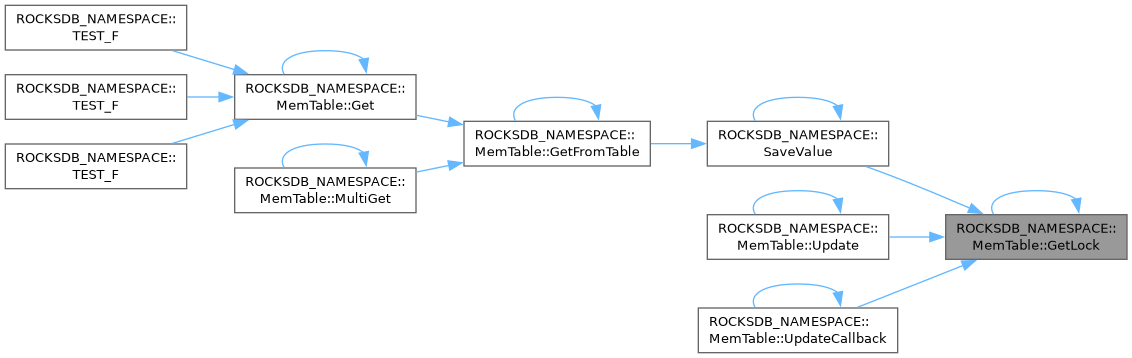 ROCKSDB_NAMESPACE::
TEST_F
ROCKSDB_NAMESPACE::
TEST_F
ROCKSDB_NAMESPACE::
TEST_F
ROCKSDB_NAMESPACE::
MemTable::Get
ROCKSDB_NAMESPACE::
MemTable::MultiGet
ROCKSDB_NAMESPACE::
MemTable::GetFromTable
ROCKSDB_NAMESPACE::
SaveValue
ROCKSDB_NAMESPACE::
MemTable::Update
ROCKSDB_NAMESPACE::
MemTable::UpdateCallback
ROCKSDB_NAMESPACE::
MemTable::GetLock